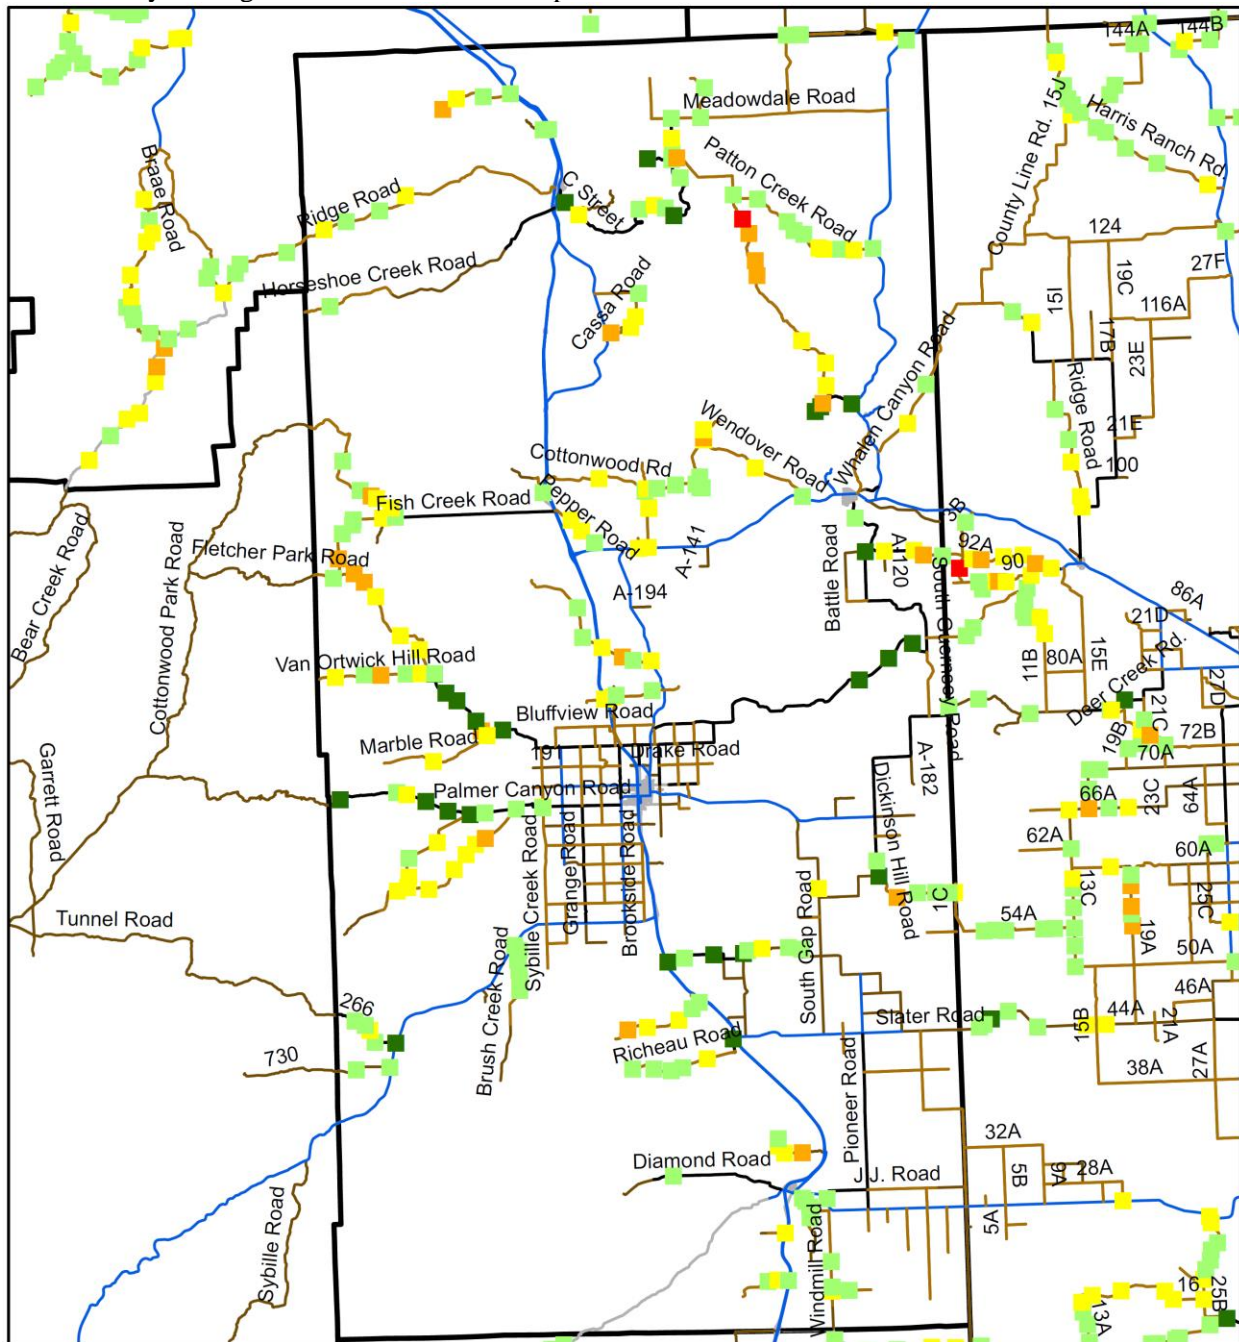 144A
144B
Meadowdale Road
Harris Ranch Rd.
County Line Rd. 15J
Braae Road
Patton Creek Road
C Street
Ridge Road
124
16C
27F
Horseshoe Creek Road
Cassa Road
15I
116A
17B
23E
Whalen Canyon Road
Ridge Road
Wendover Road
21E
Cottonwood Rd
100
Pepper Road
Fish Creek Road
3B
Bear Creek Road
Cottonwood Park Road
Fletcher Park Road
A-141
92A
90
A-194
Battle Road
A-1120
86A
21D
South Guernsey Road
Van Ortwick Hill Road
11B
80A
15E
Deer Creek Rd.
27D
Bluffview Road
21C
Marble Road
191
Drake Road
19B
72B
70A
Garrett Road
Palmer Canyon Road
A-182
Dickinson Hill Road
66A
23C
64A
62A
60A
Sybille Creek Road
Grange Road
Brookside Road
13C
25C
1C
Tunnel Road
South Gap Road
54A
19A
50A
Brush Creek Road
46A
266
Slater Road
15B
44A
21A
Richeau Road
730
38A
27A
Pioneer Road
32A
Diamond Road
J.J. Road
5B
9A
28A
Sybille Road
5A
Windmill Road
16.
25B
13A